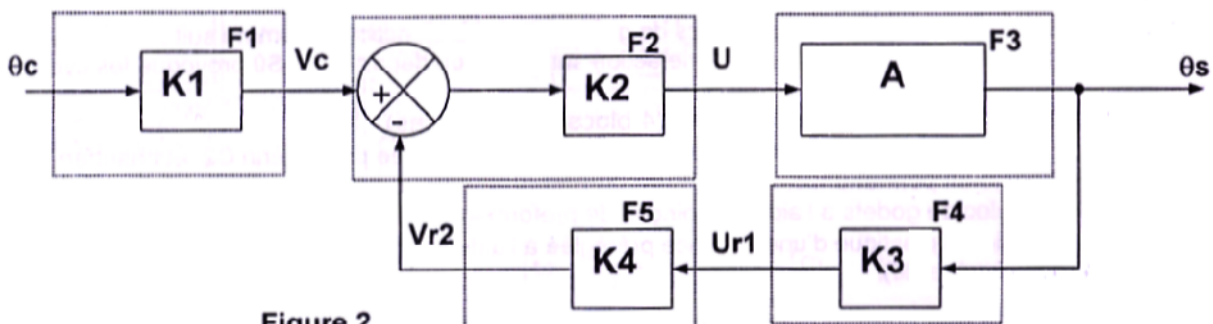 θc
K1
F1
Vc
+
-
K2
F2
U
A
F3
θs
Vr2
K4
F5
Ur1
K3
F4
Figure 2